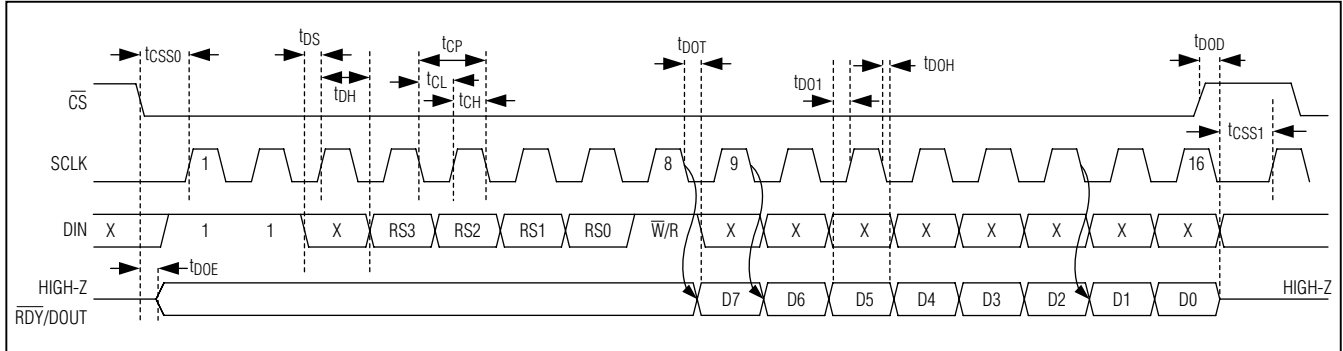 tCSS0
tDS
tDH
tCP
tCL
tCH
tDOT
tDO1
tDOH
tDOD
tCSS1
CS
SCLK 1 8 9 16
DIN X 1 1 X RS3 RS2 RS1 RS0 W/R X X X X X X X X
tDOE
HIGH-Z
RDY/DOUT
D7 D6 D5 D4 D3 D2 D1 D0
HIGH-Z